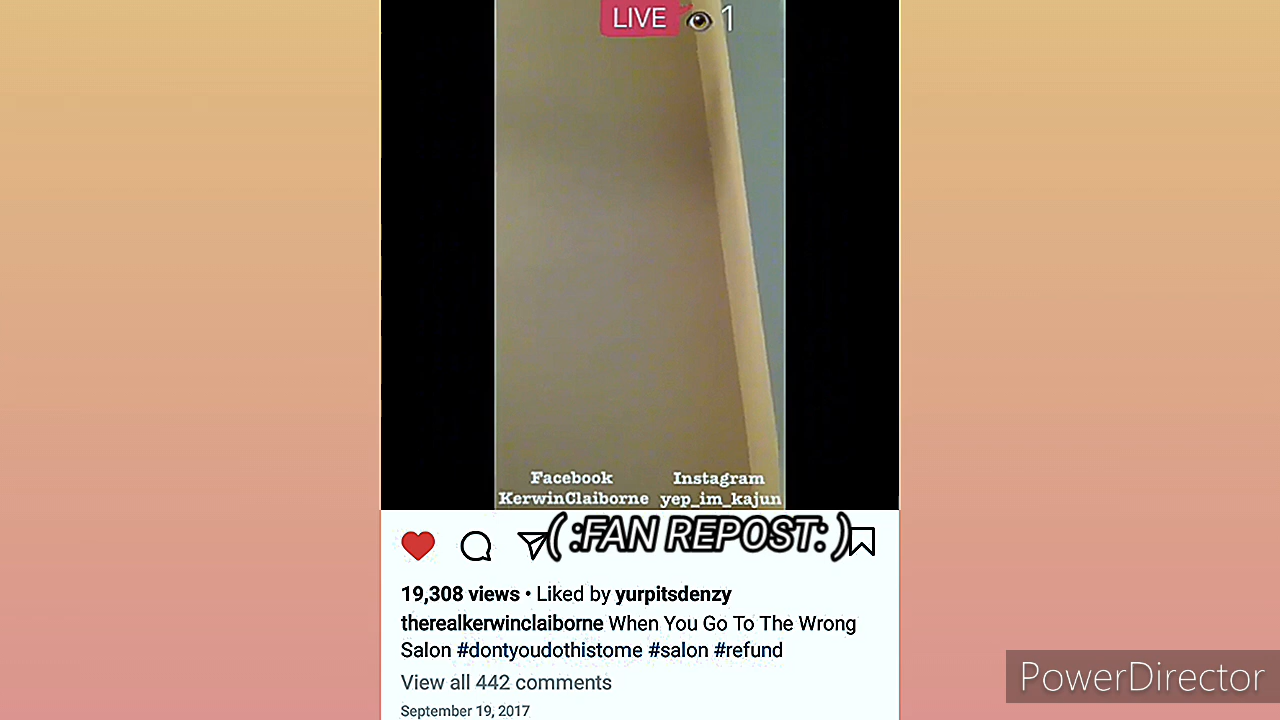 LIVE 1
Facebook Instagram
KerwinClaiborne yep_im_kajun
( :FAN REPOST: )
19,308 views • Liked by yurpitsdenzy
therealkerwinclaiborne When You Go To The Wrong
Salon #dontyoudothistome #salon #refund
View all 442 comments
September 19, 2017
PowerDirector